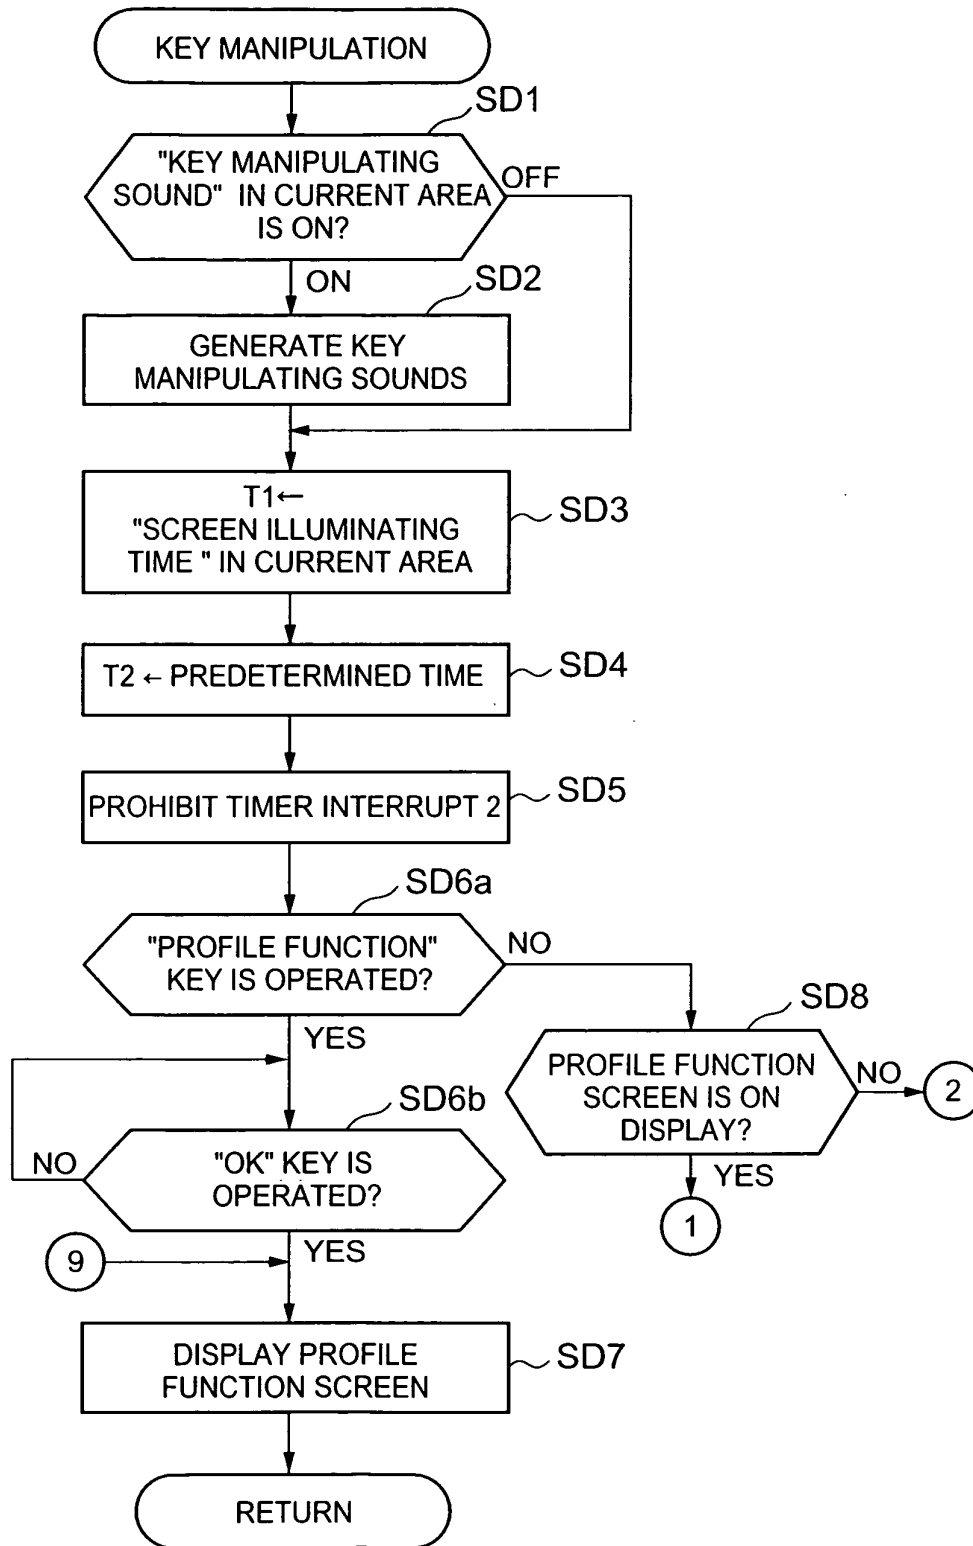 KEY MANIPULATION
SD1
"KEY MANIPULATING
SOUND" IN CURRENT AREA
IS ON?
OFF
ON
SD2
GENERATE KEY
MANIPULATING SOUNDS
T1←
"SCREEN ILLUMINATING
TIME " IN CURRENT AREA
SD3
T2 ← PREDETERMINED TIME
SD4
PROHIBIT TIMER INTERRUPT 2
SD5
SD6a
"PROFILE FUNCTION"
KEY IS OPERATED?
NO
YES
SD8
PROFILE FUNCTION
SCREEN IS ON
DISPLAY?
NO
2
YES
1
SD6b
"OK" KEY IS
OPERATED?
NO
YES
9
DISPLAY PROFILE
FUNCTION SCREEN
SD7
RETURN